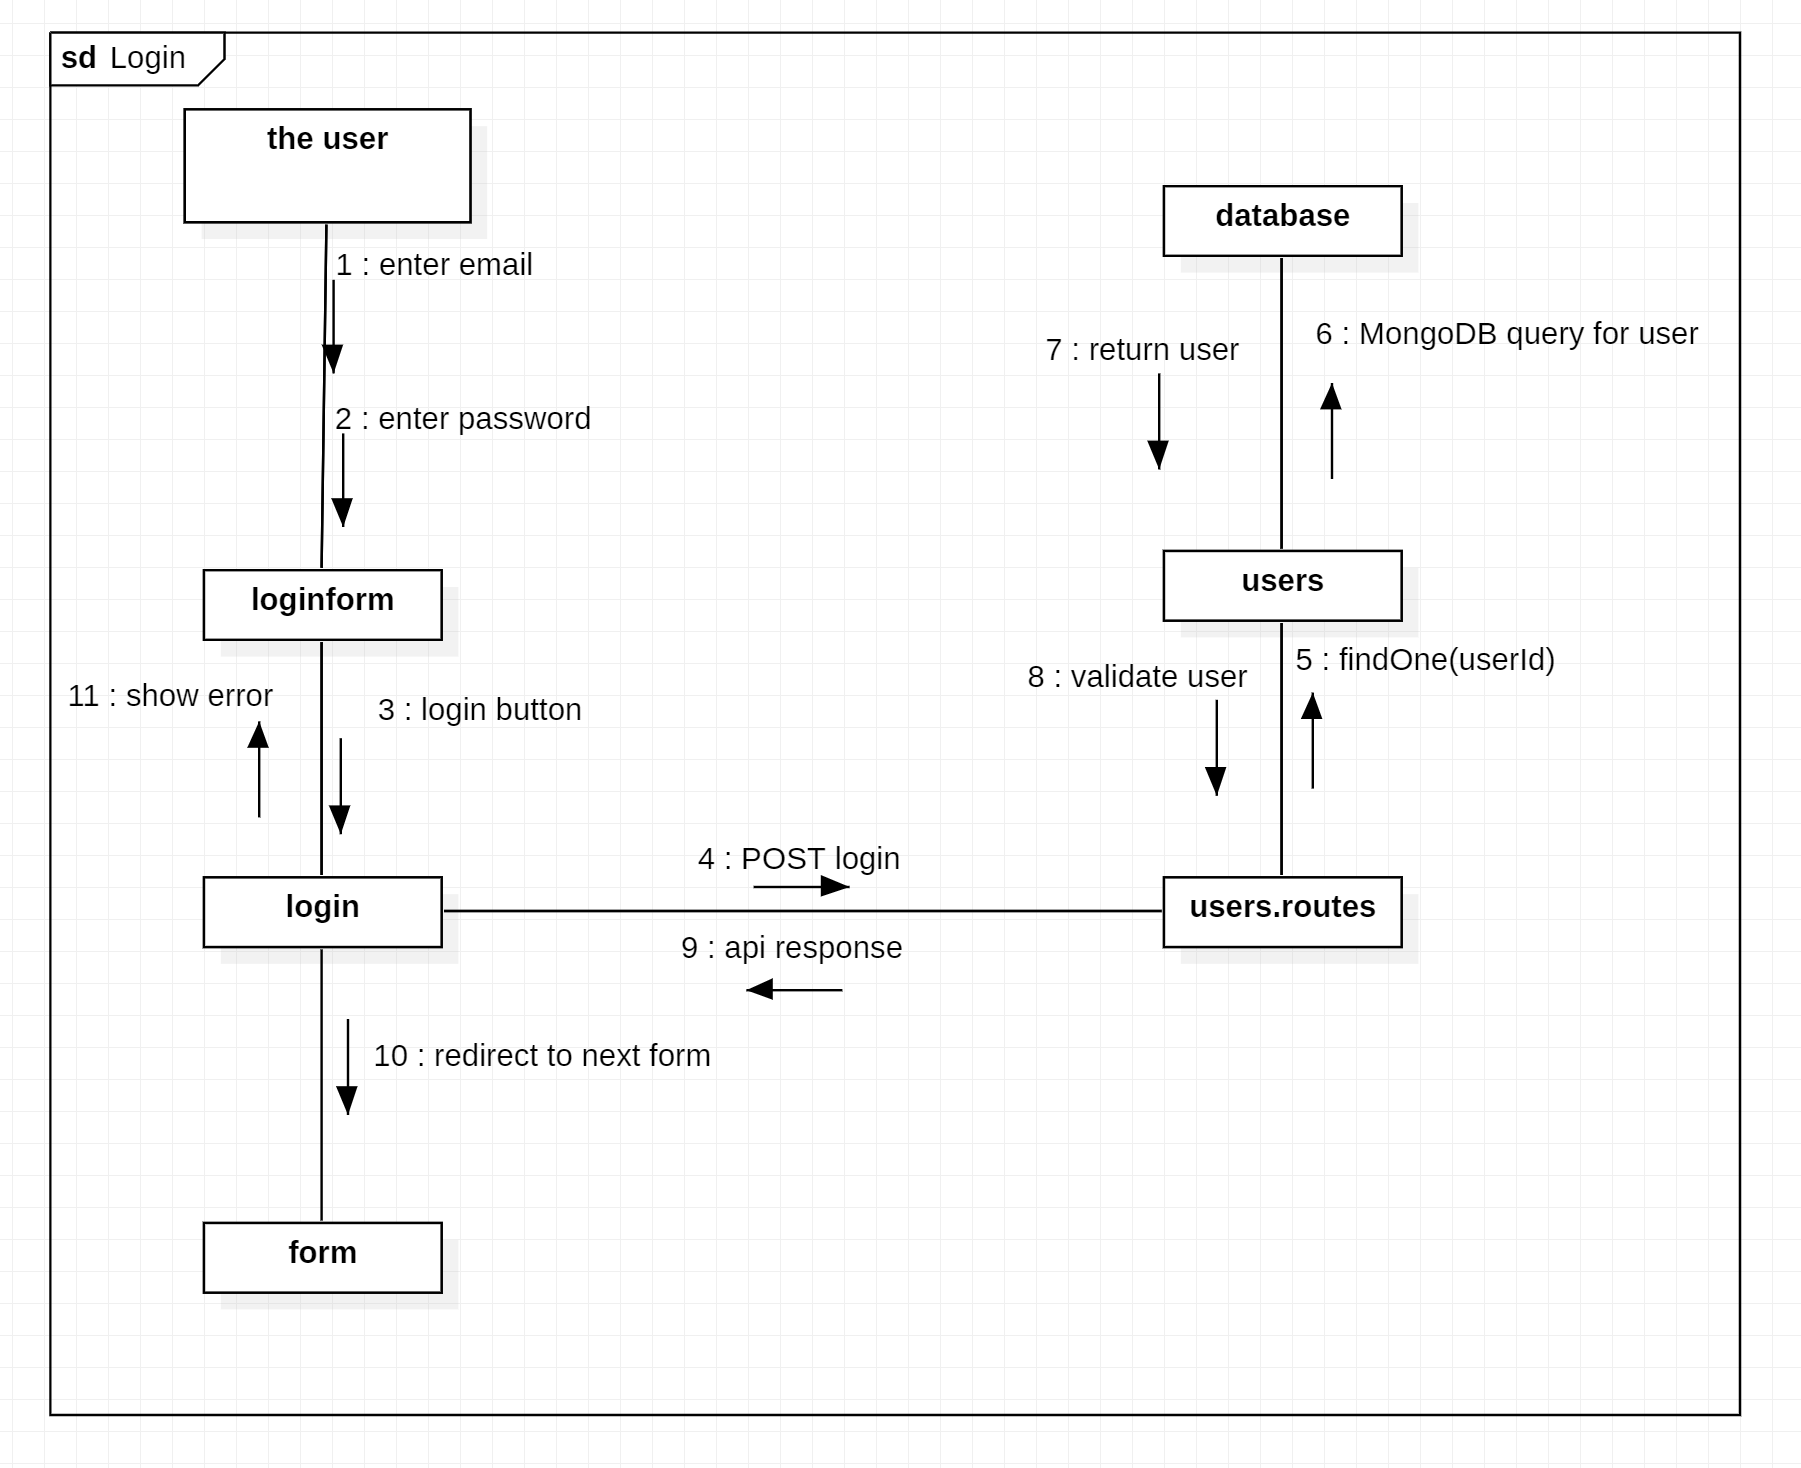 sd Login
the user
database
1 : enter email
6 : MongoDB query for user
7 : return user
2 : enter password
loginform
users
5 : findOne(userId)
8 : validate user
11 : show error
3 : login button
4 : POST login
login
users.routes
9 : api response
10 : redirect to next form
form